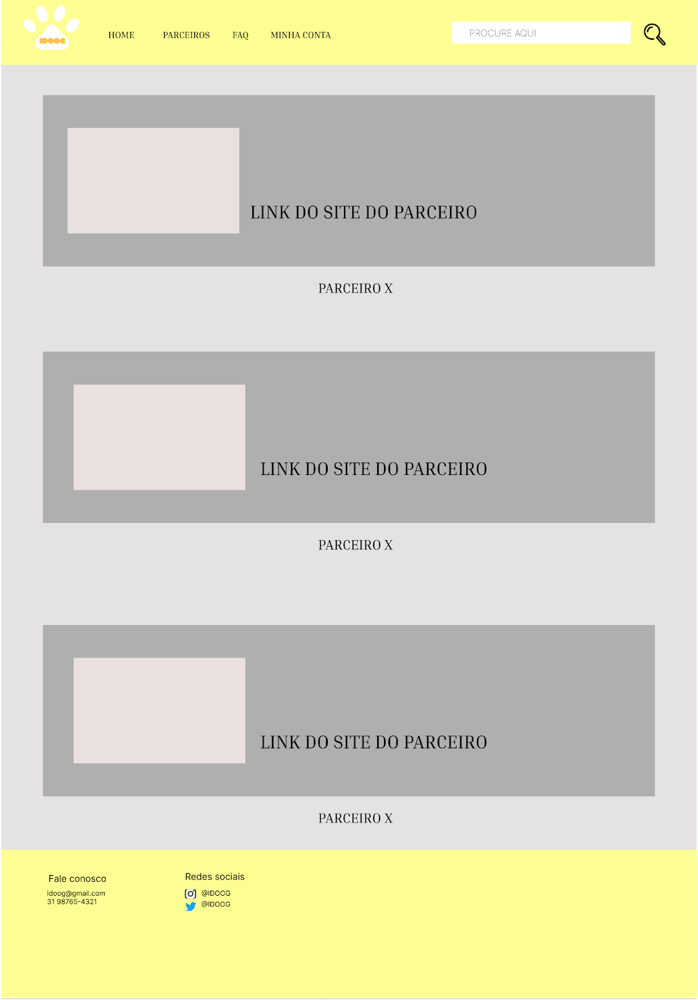 IDOOG
HOME PARCEIROS FAQ MINHA CONTA PROCURE AQUI
LINK DO SITE DO PARCEIRO
PARCEIRO X
LINK DO SITE DO PARCEIRO
PARCEIRO X
LINK DO SITE DO PARCEIRO
PARCEIRO X
Fale conosco
idoog@gmail.com
31 98765-4321
Redes sociais
@IDOOG
@IDOOG